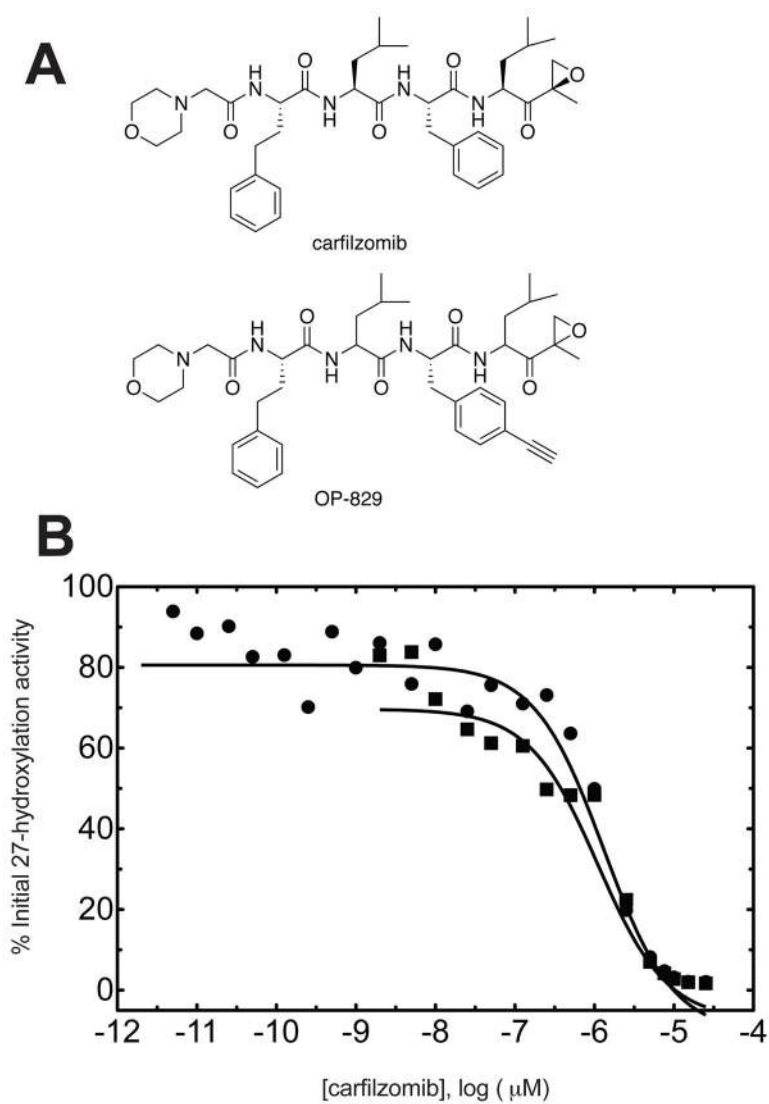 A
H
N
O
O
H
N
O
O
N
O
N
H
O
N
H
O
carfilzomib
H
N
O
O
H
N
O
O
N
O
N
H
O
N
H
O
OP-829
B
% Initial 27-hydroxylation activity
100
80
60
40
20
0
-12 -11 -10 -9 -8 -7 -6 -5 -4
[carfilzomib], log ( μM)